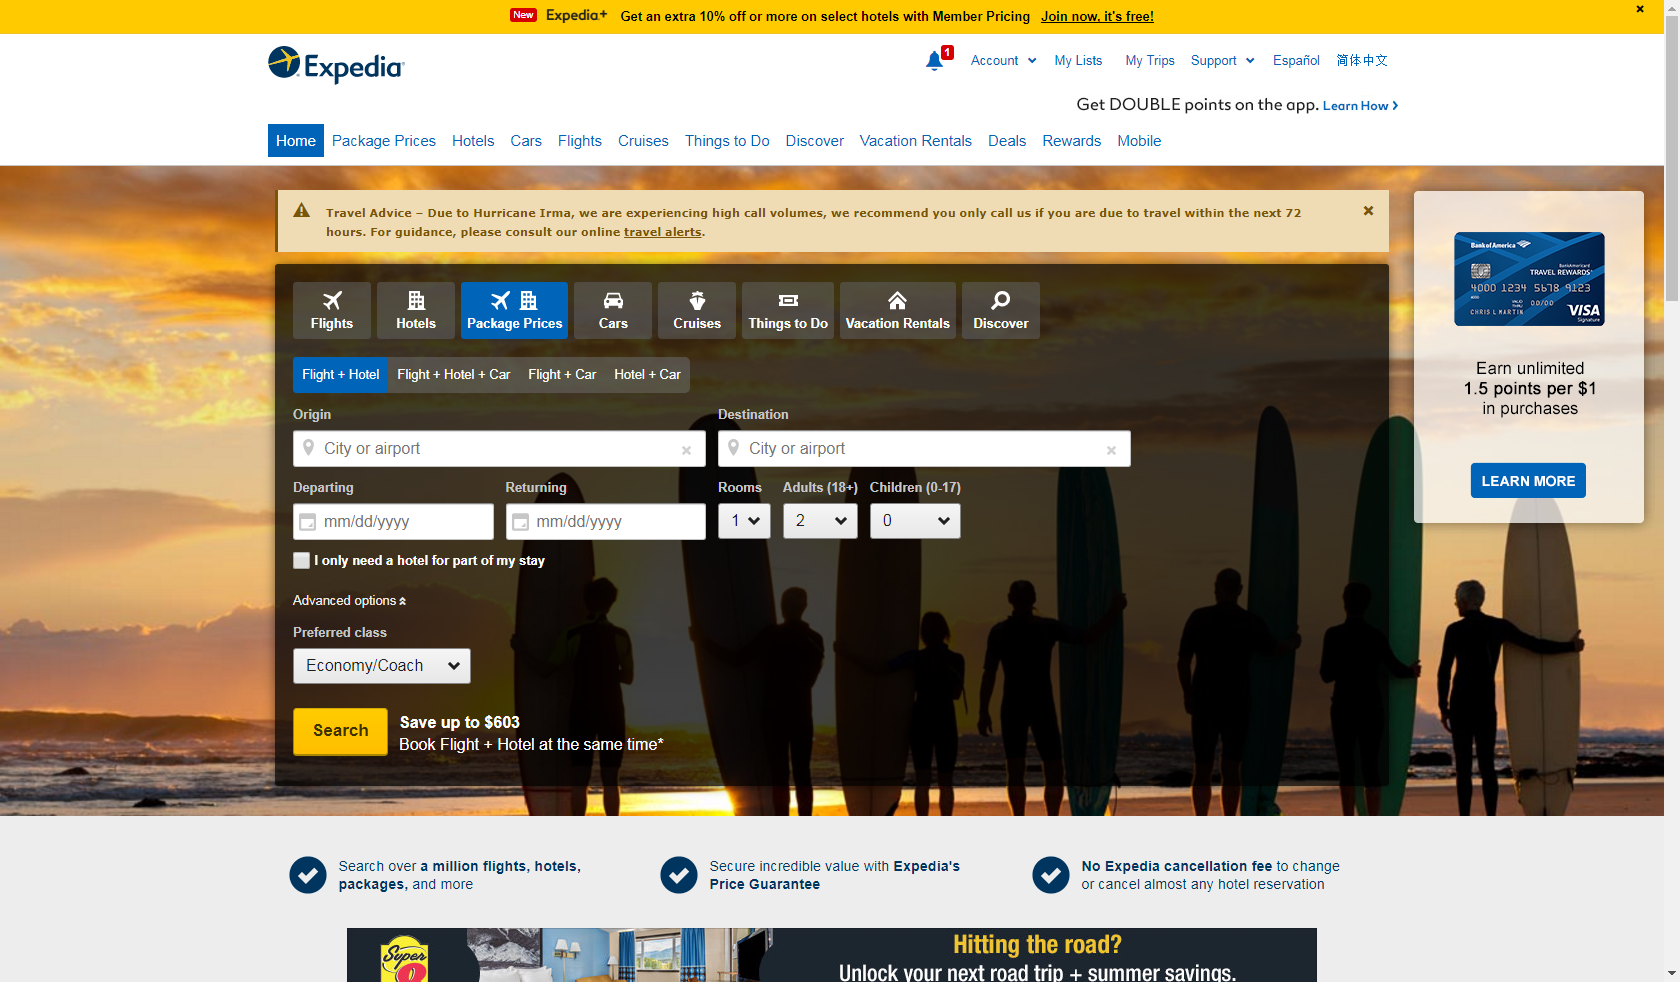 New Expedia+ Get an extra 10% off or more on select hotels with Member Pricing Join now, it's free!
Expedia
1
Account My Lists My Trips Support Español 简体中文
Get DOUBLE points on the app. Learn How
Home Package Prices Hotels Cars Flights Cruises Things to Do Discover Vacation Rentals Deals Rewards Mobile
Travel Advice – Due to Hurricane Irma, we are experiencing high call volumes, we recommend you only call us if you are due to travel within the next 72
hours. For guidance, please consult our online travel alerts.
Flights Hotels Package Prices Cars Cruises Things to Do Vacation Rentals Discover
Flight + Hotel Flight + Hotel + Car Flight + Car Hotel + Car
Origin Destination
City or airport City or airport
Departing Returning Rooms Adults (18+) Children (0-17)
mm/dd/yyyy mm/dd/yyyy 1 2 0
I only need a hotel for part of my stay
Advanced options
Preferred class
Economy/Coach
Search
Save up to $603
Book Flight + Hotel at the same time*
Bank of America
BankAmericard
TRAVEL REWARDS
4000 1234 5678 9123
VALID THRU 00/00
CHRIS L MARTIN
VISA
Signature
Earn unlimited
1.5 points per $1
in purchases
LEARN MORE
Search over a million flights, hotels,
packages, and more
Secure incredible value with Expedia's
Price Guarantee
No Expedia cancellation fee to change
or cancel almost any hotel reservation
Super
Hitting the road?
Unlock your next road trip + summer savings.